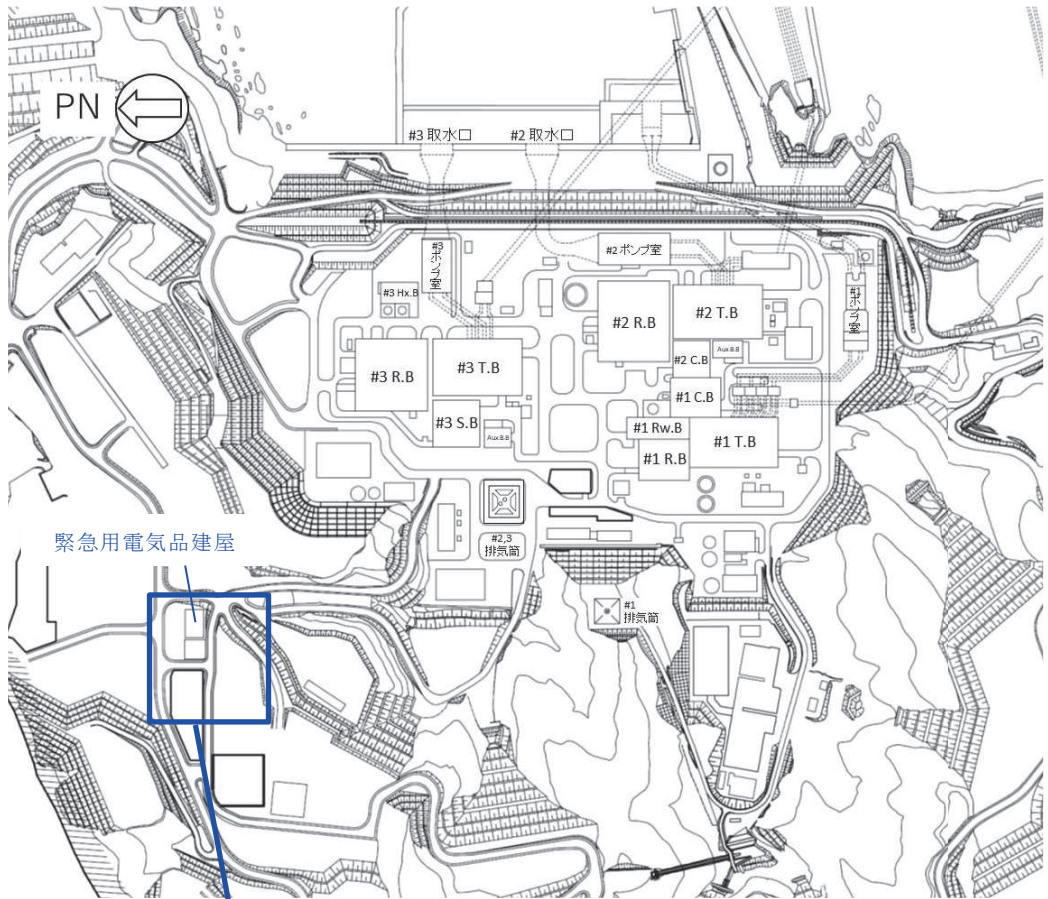 PN
#3 取水口
#2 取水口
#3
ポンプ
室
#2 ポンプ室
#1
ポンプ
室
#3 Hx.B
#2 R.B
#2 T.B
#3 R.B
#3 T.B
#2 C.B
Aux.B.B
#1 C.B
#3 S.B
Aux.B.B
#1 Rw.B
#1 T.B
#1 R.B
#2,3
排気筒
緊急用電気品建屋
#1
排気筒